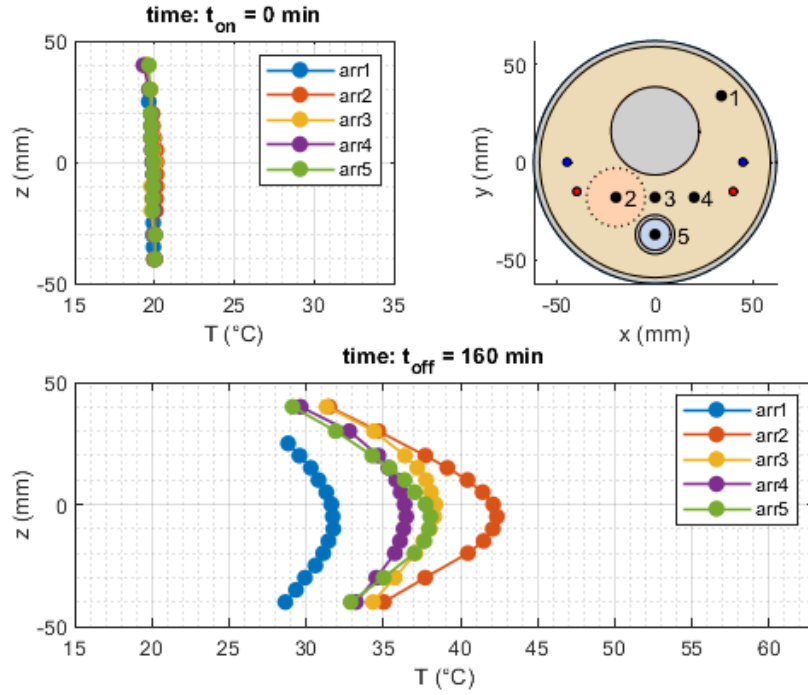 time: t_on = 0 min
50
0
-50
z (mm)
15 20 25 30 35
T (°C)
arr1
arr2
arr3
arr4
arr5
50
0
-50
y (mm)
-50 0 50
x (mm)
1
2 3 4
5
time: t_off = 160 min
50
0
-50
z (mm)
15 20 25 30 35 40 45 50 55 60
T (°C)
arr1
arr2
arr3
arr4
arr5